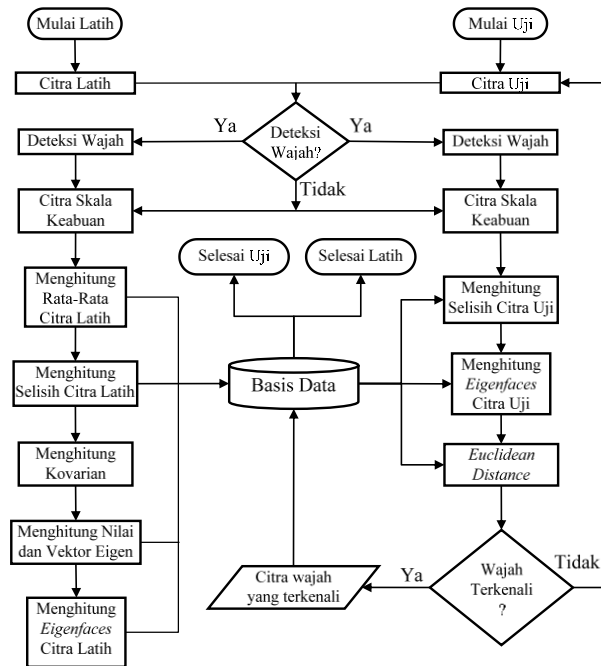 Mulai Latih
Mulai Uji
Citra Latih
Citra Uji
Ya
Deteksi
Wajah?
Ya
Deteksi Wajah
Deteksi Wajah
Tidak
Citra Skala
Keabuan
Citra Skala
Keabuan
Selesai Uji
Selesai Latih
Menghitung
Rata-Rata
Citra Latih
Menghitung
Selisih Citra Uji
Menghitung
Selisih Citra Latih
Basis Data
Menghitung
Eigenfaces
Citra Uji
Menghitung
Kovarian
Euclidean
Distance
Menghitung Nilai
dan Vektor Eigen
Citra wajah
yang terkenali
Ya
Wajah
Terkenali
?
Tidak
Menghitung
Eigenfaces
Citra Latih